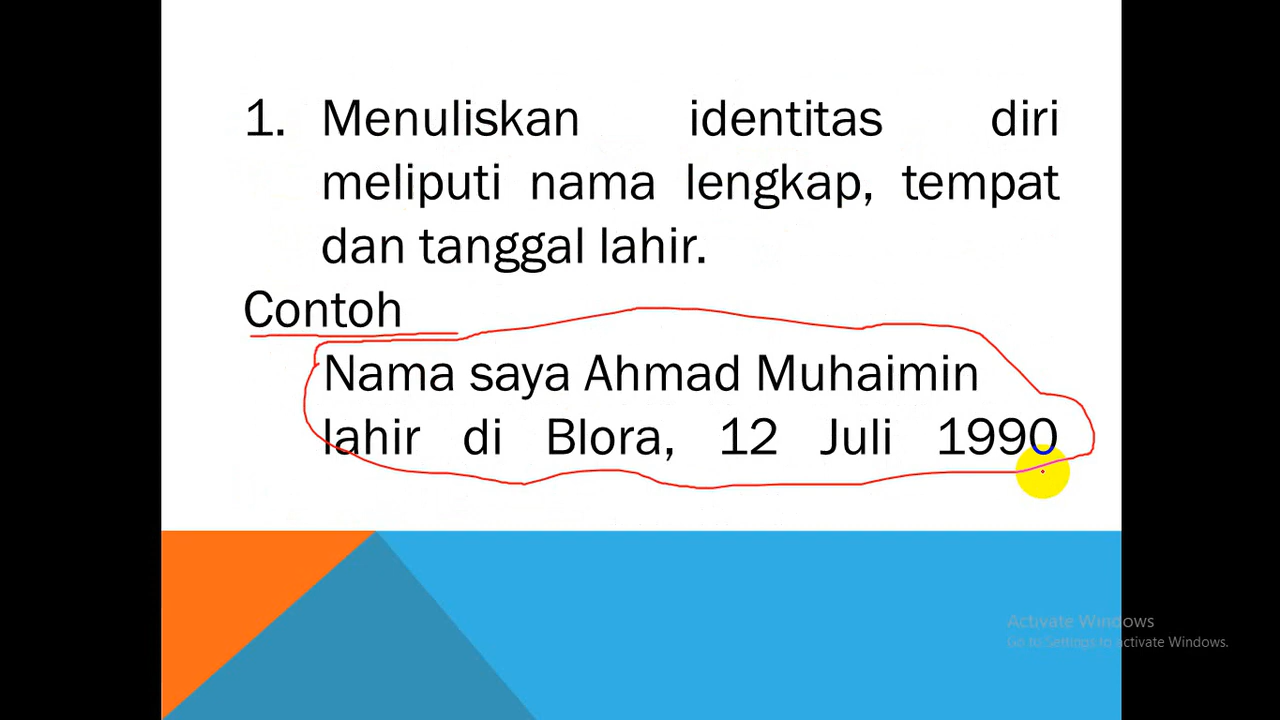 1. Menuliskan identitas diri
meliputi nama lengkap, tempat
dan tanggal lahir.
Contoh
Nama saya Ahmad Muhaimin
lahir di Blora, 12 Juli 1990
Activate Windows
Go to Settings to activate Windows.